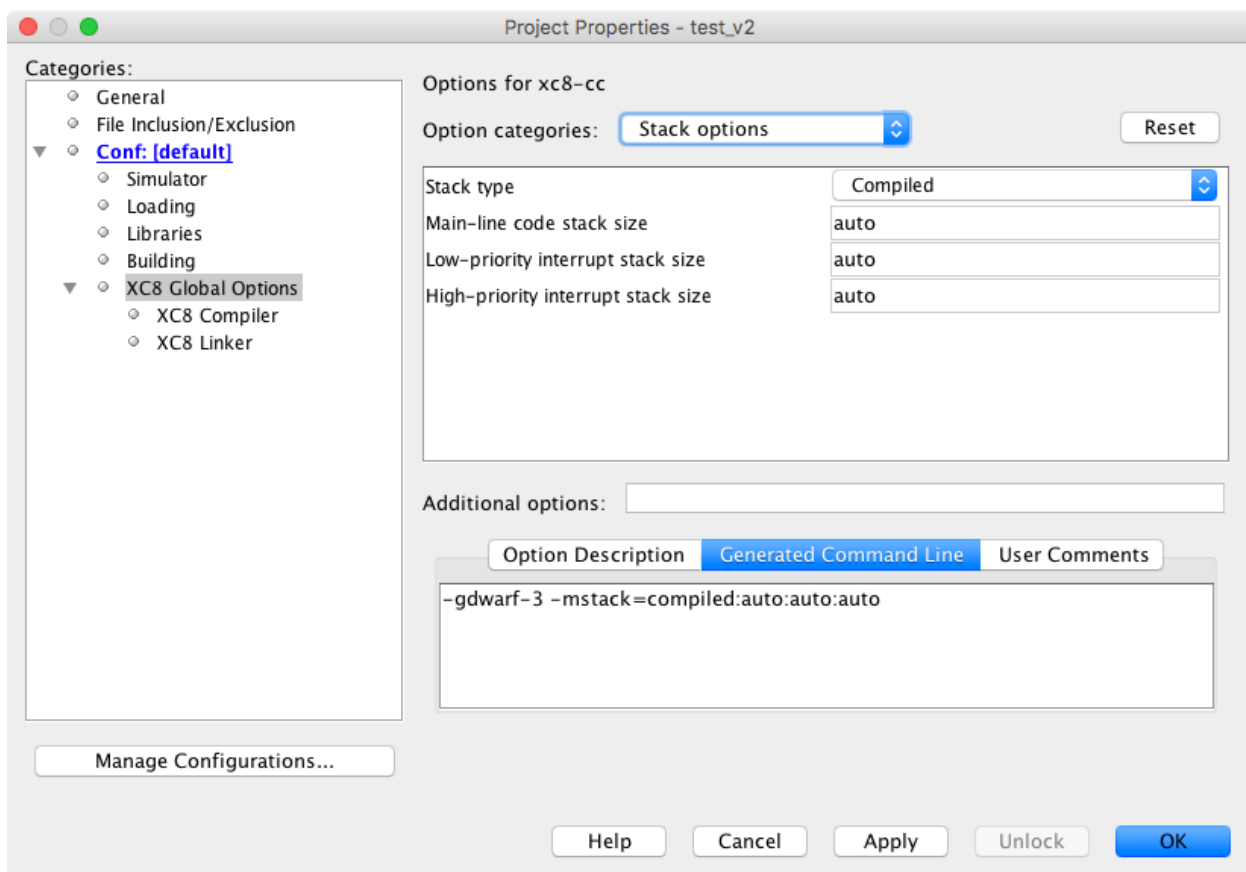 Project Properties - test_v2
Categories:
General
File Inclusion/Exclusion
Conf: [default]
Simulator
Loading
Libraries
Building
XC8 Global Options
XC8 Compiler
XC8 Linker
Manage Configurations...
Options for xc8-cc
Option categories: Stack options Reset
Stack type Compiled
Main-line code stack size auto
Low-priority interrupt stack size auto
High-priority interrupt stack size auto
Additional options:
Option Description Generated Command Line User Comments
-gdwarf-3 -mstack=compiled:auto:auto:auto
Help Cancel Apply Unlock OK